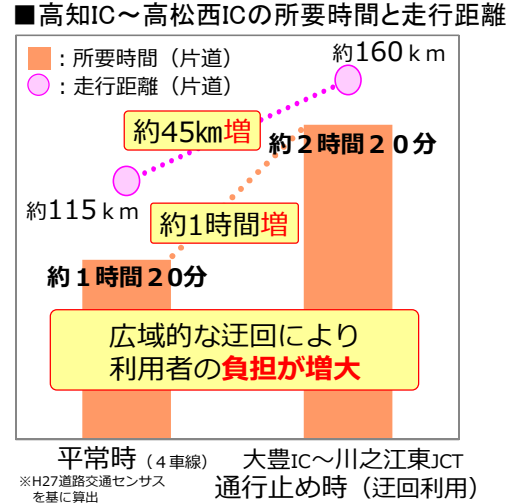 ■高知IC～高松西ICの所要時間と走行距離
：所要時間（片道）
：走行距離（片道）
約160ｋｍ
約45㎞増
約２時間２０分
約115ｋｍ
約1時間増
約１時間２0分
広域的な迂回により
利用者の負担が増大
平常時（４車線）
※H27道路交通センサス
を基に算出
大豊IC～川之江東JCT
通行止め時（迂回利用）